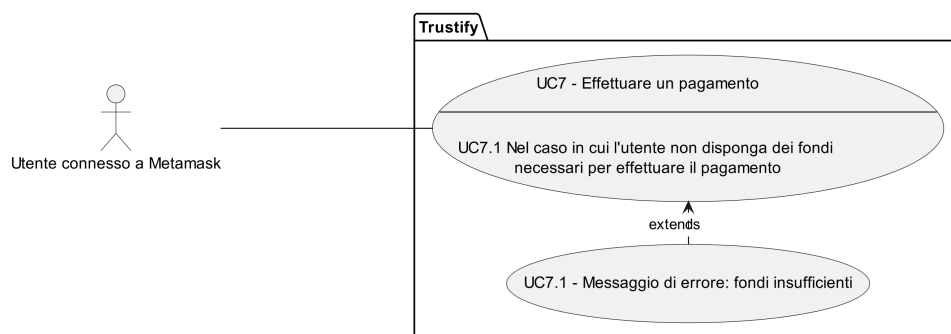 Trustify
UC7 - Effettuare un pagamento
UC7.1 Nel caso in cui l'utente non disponga dei fondi
necessari per effettuare il pagamento
Utente connesso a Metamask
extends
UC7.1 - Messaggio di errore: fondi insufficienti